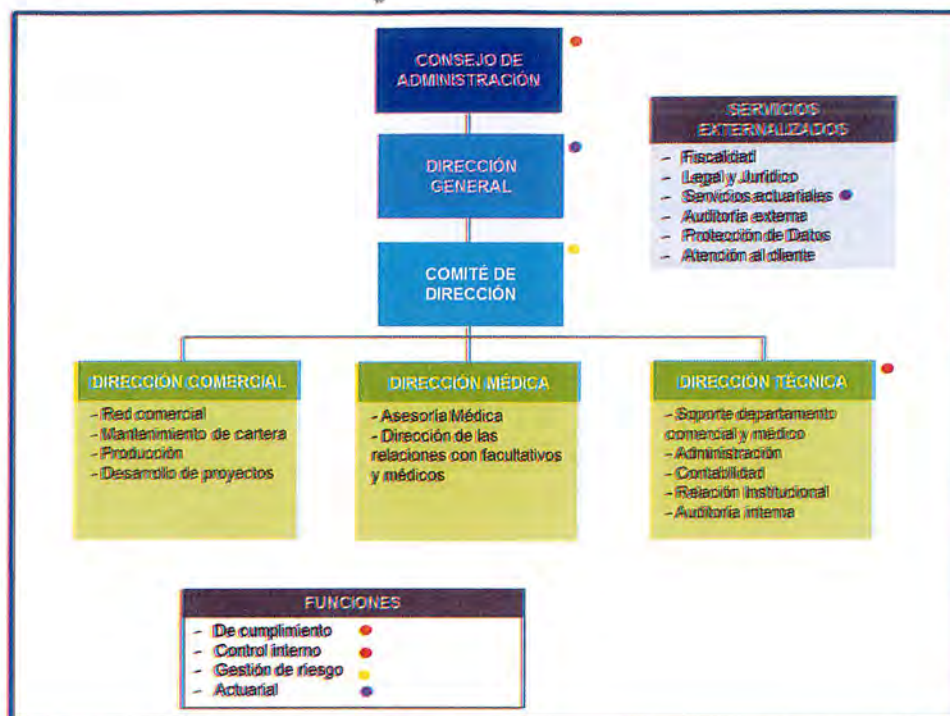 CONSEJO DE
ADMINISTRACIÓN
DIRECCIÓN
GENERAL
SERVICIOS
EXTERNALIZADOS
- Fiscalidad
- Legal y Jurídico
- Servicios actuariales
- Auditoría externa
- Protección de Datos
- Atención al cliente
COMITÉ DE
DIRECCIÓN
DIRECCIÓN COMERCIAL
- Red comercial
- Mantenimiento de cartera
- Producción
- Desarrollo de proyectos
DIRECCIÓN MÉDICA
- Asesoría Médica
- Dirección de las
relaciones con facultativos
y médicos
DIRECCIÓN TÉCNICA
- Soporte departamento
comercial y médico
- Administración
- Contabilidad
- Relación Institucional
- Auditoría interna
FUNCIONES
- De cumplimiento
- Control interno
- Gestión de riesgo
- Actuarial